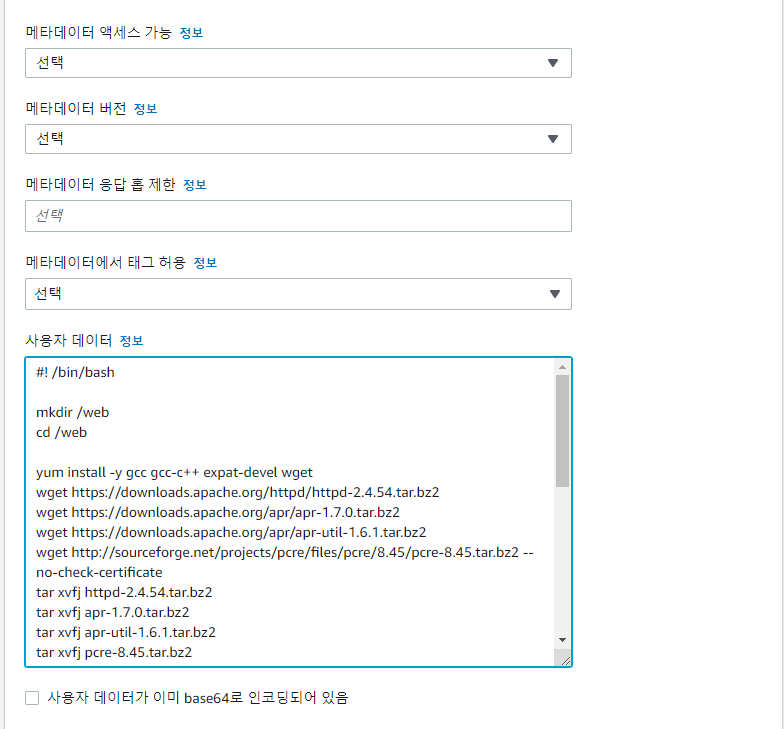 메타데이터 액세스 가능 정보
선택
메타데이터 버전 정보
선택
메타데이터 응답 홉 제한 정보
선택
메타데이터에서 태그 허용 정보
선택
사용자 데이터 정보
#! /bin/bash
mkdir /web
cd /web
yum install -y gcc gcc-c++ expat-devel wget
wget https://downloads.apache.org/httpd/httpd-2.4.54.tar.bz2
wget https://downloads.apache.org/apr/apr-1.7.0.tar.bz2
wget https://downloads.apache.org/apr/apr-util-1.6.1.tar.bz2
wget http://sourceforge.net/projects/pcre/files/pcre/8.45/pcre-8.45.tar.bz2 --
no-check-certificate
tar xvfj httpd-2.4.54.tar.bz2
tar xvfj apr-1.7.0.tar.bz2
tar xvfj apr-util-1.6.1.tar.bz2
tar xvfj pcre-8.45.tar.bz2
사용자 데이터가 이미 base64로 인코딩되어 있음